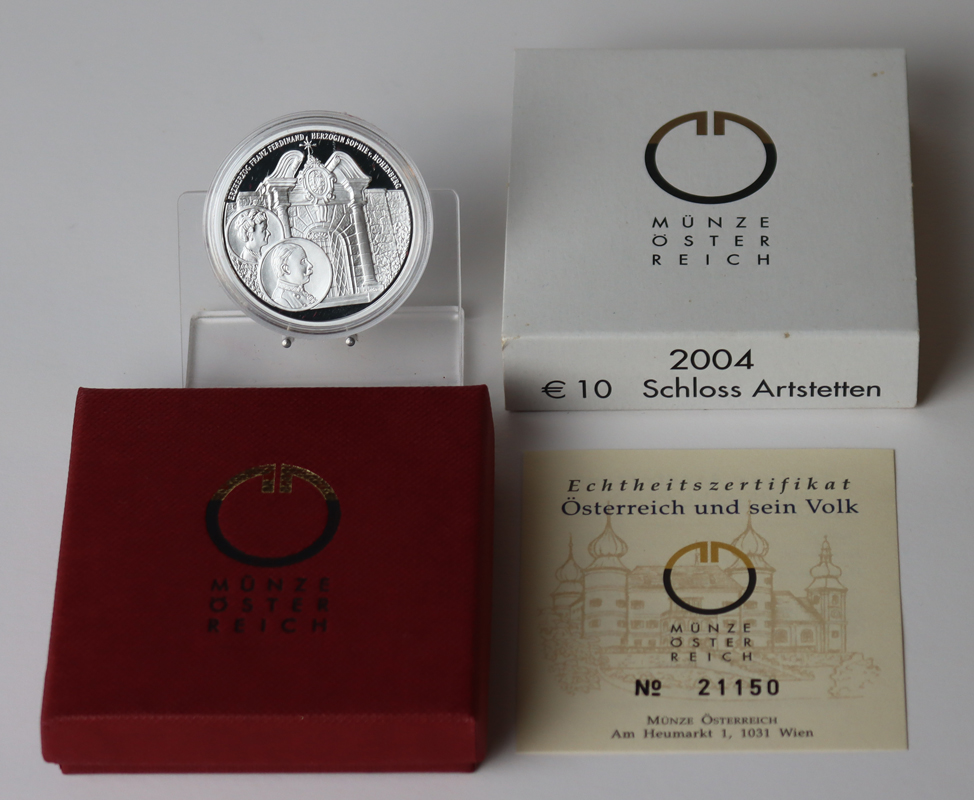 ERZHERZOG FRANZ FERDINAND HERZOGIN SOPHIE v. HOHENBERG
MÜNZE
ÖSTER
REICH
2004
€ 10 Schloss Artstetten
MÜNZE
ÖSTER
REICH
Echtheitszertifikat
Österreich und sein Volk
MÜNZE
ÖSTER
REICH
Nº 21150
MÜNZE ÖSTERREICH
Am Heumarkt 1, 1031 Wien